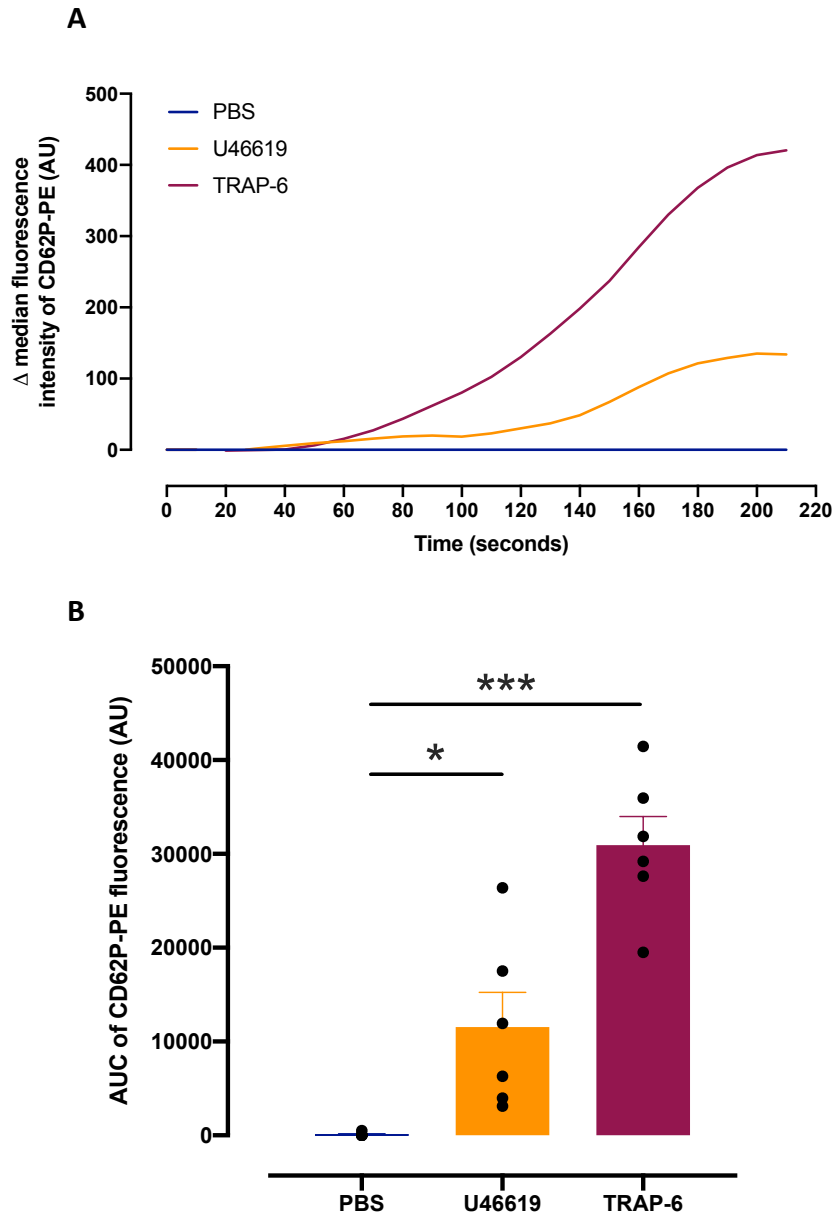 A
500
400
300
200
100
0
Δ median fluorescence
intensity of CD62P-PE (AU)
PBS
U46619
TRAP-6
0 20 40 60 80 100 120 140 160 180 200 220
Time (seconds)
B
50000
40000
30000
20000
10000
0
AUC of CD62P-PE fluorescence (AU)
***
*
PBS U46619 TRAP-6